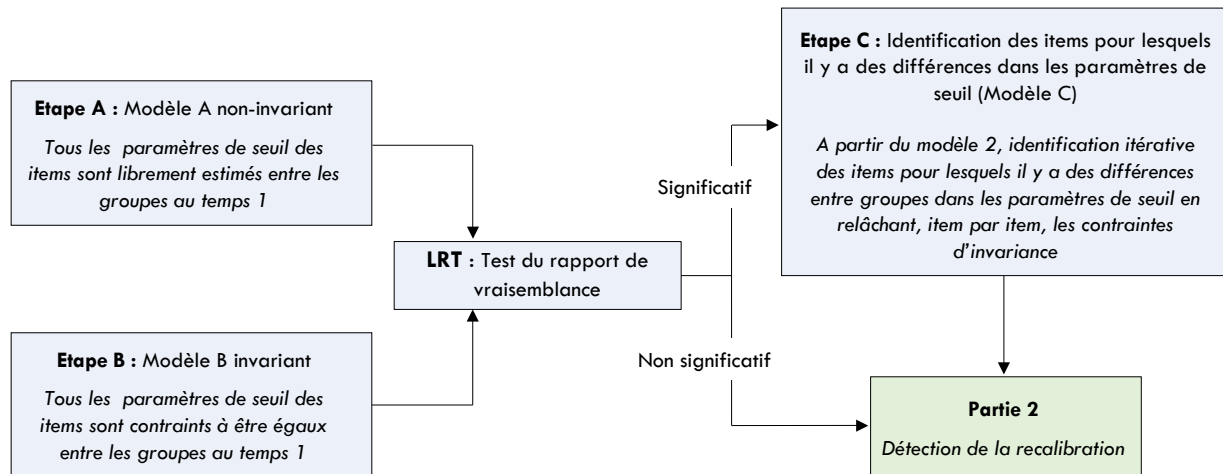 Etape A : Modèle A non-invariant
Tous les paramètres de seuil des
items sont librement estimés entre les
groupes au temps 1
Etape B : Modèle B invariant
Tous les paramètres de seuil des
items sont contraints à être égaux
entre les groupes au temps 1
LRT : Test du rapport de
vraisemblance
Significatif
Non significatif
Etape C : Identification des items pour lesquels
il y a des différences dans les paramètres de
seuil (Modèle C)
A partir du modèle 2, identification itérative
des items pour lesquels il y a des différences
entre groupes dans les paramètres de seuil en
relâchant, item par item, les contraintes
d'invariance
Partie 2
Détection de la recalibration